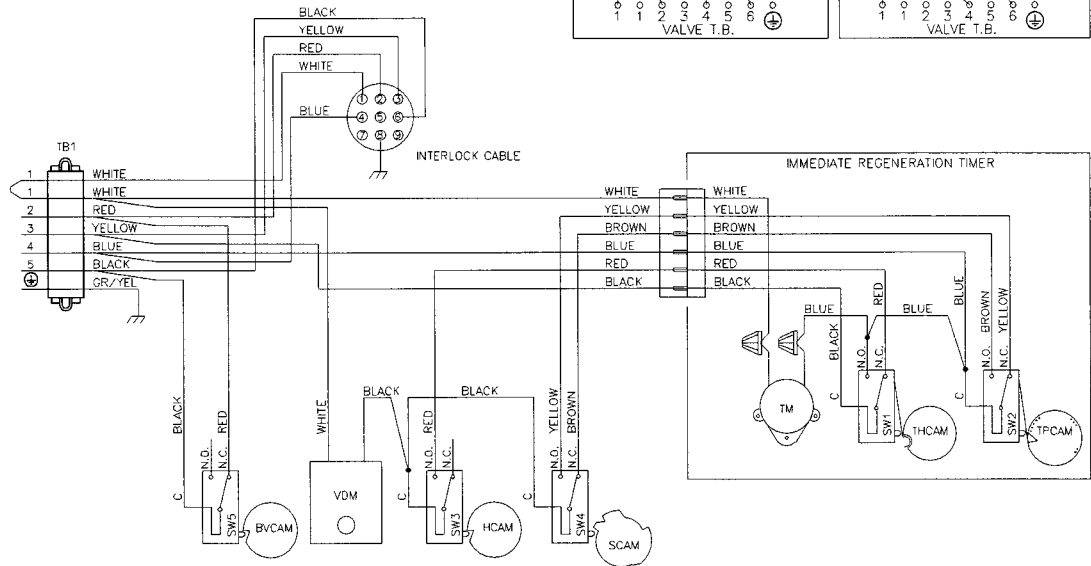 BLACK
YELLOW
RED
WHITE
BLUE
1 2 3
4 5 6
7 8 9
INTERLOCK CABLE
1 1 2 3 4 5 6
VALVE T.B.
1 1 2 3 4 5 6
VALVE T.B.
TB1
1 WHITE
1 WHITE
2 RED
3 YELLOW
4 BLUE
5 BLACK
GR/YEL
IMMEDIATE REGENERATION TIMER
WHITE WHITE
YELLOW YELLOW
BROWN BROWN
BLUE BLUE
RED RED
BLACK BLACK
BLUE
BLACK
RED
BLUE
BLUE
BROWN
YELLOW
N.O.
N.C.
C
SW1
THCAM
N.O.
N.C.
C
SW2
TPCAM
TM
BLACK
RED
N.O.
N.C.
C
SW5
BVCAM
WHITE
VDM
BLACK
RED
BLACK
N.O.
N.C.
C
SW3
HCAM
YELLOW
BROWN
N.O.
N.C.
C
SW4
SCAM